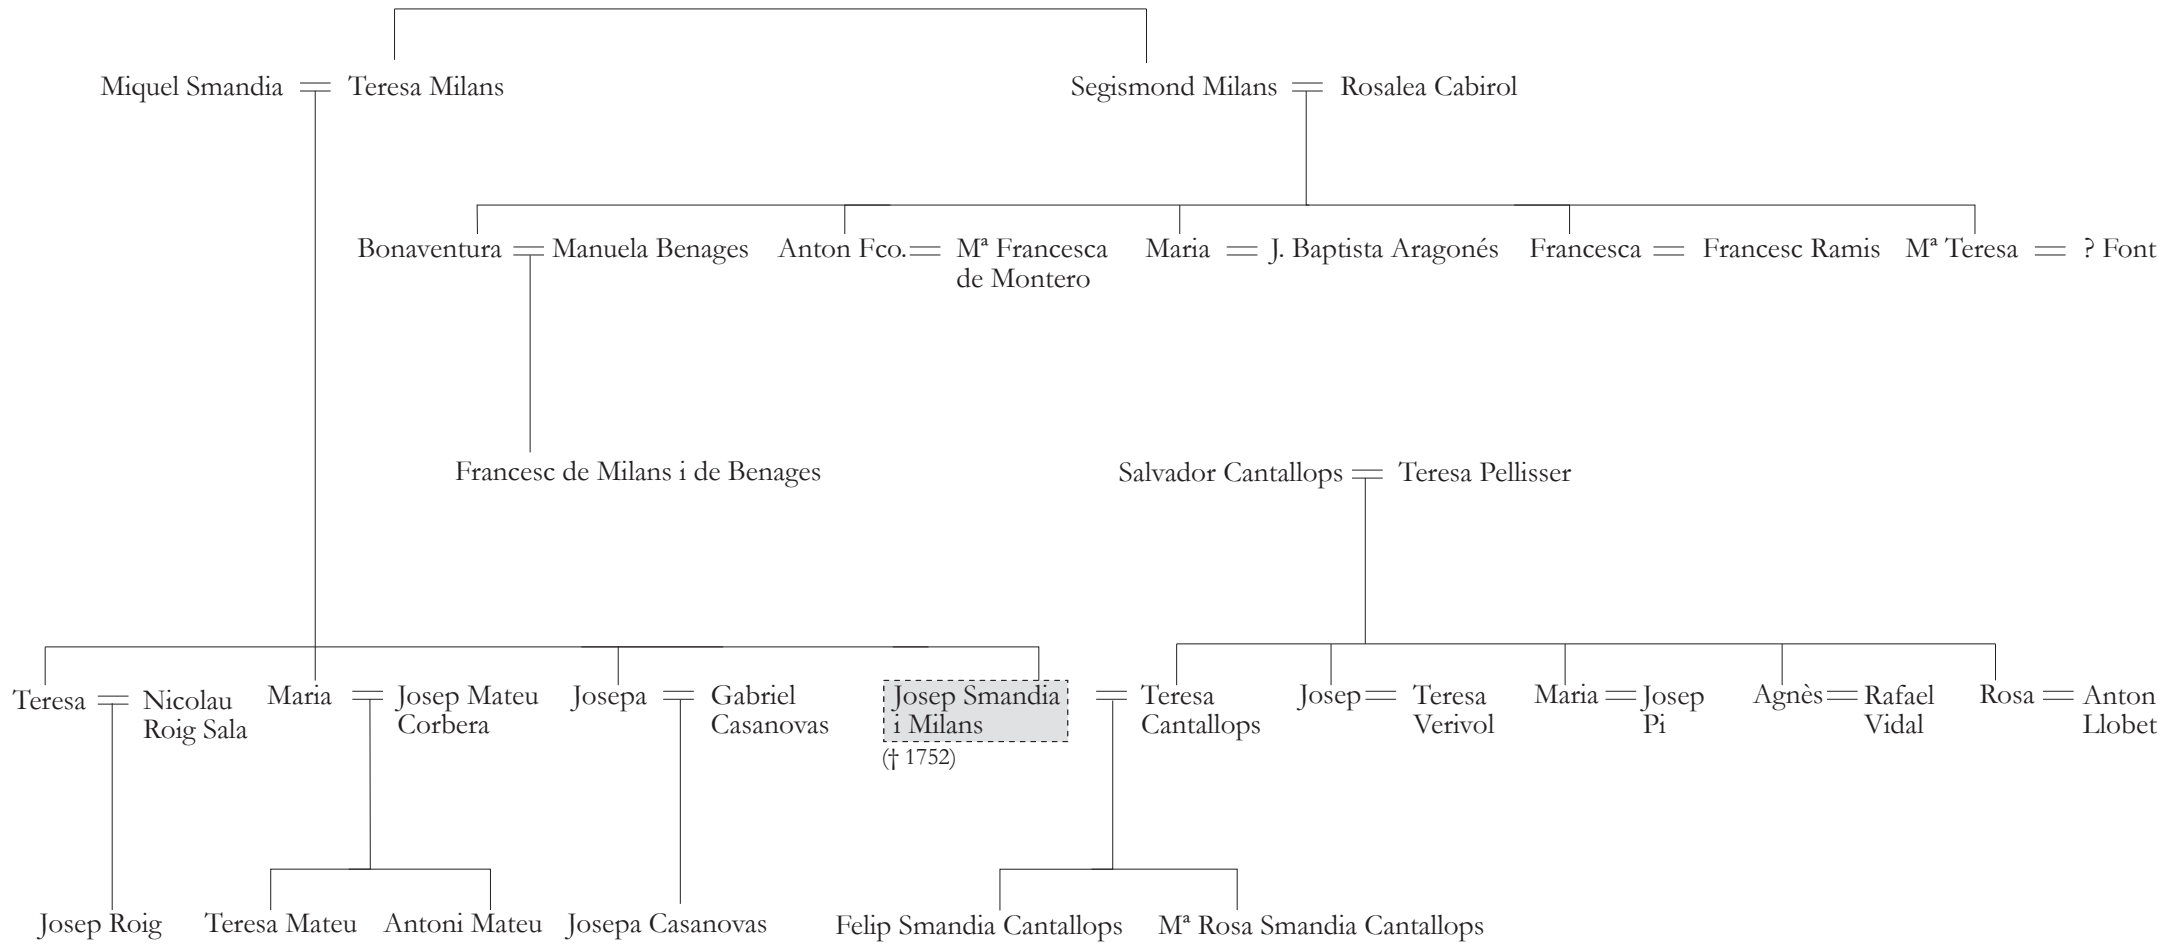 Miquel Smandia Teresa Milans Segismond Milans Rosalea Cabirol
Bonaventura Manuela Benages Anton Fco. Mª Francesca Maria J. Baptista Aragonés Francesca Francesc Ramis Mª Teresa ? Font
de Montero
Francesc de Milans i de Benages Salvador Cantallops Teresa Pellisser
Teresa Nicolau Maria Josep Mateu Josepa Gabriel Josep Smandia Teresa Josep Teresa Maria Josep Agnès Rafael Rosa Anton
Roig Sala Corbera Casanovas i Milans Cantallops Verivol Pi Vidal Llobet
(† 1752)
Josep Roig Teresa Mateu Antoni Mateu Josepa Casanovas Felip Smandia Cantallops Mª Rosa Smandia Cantallops